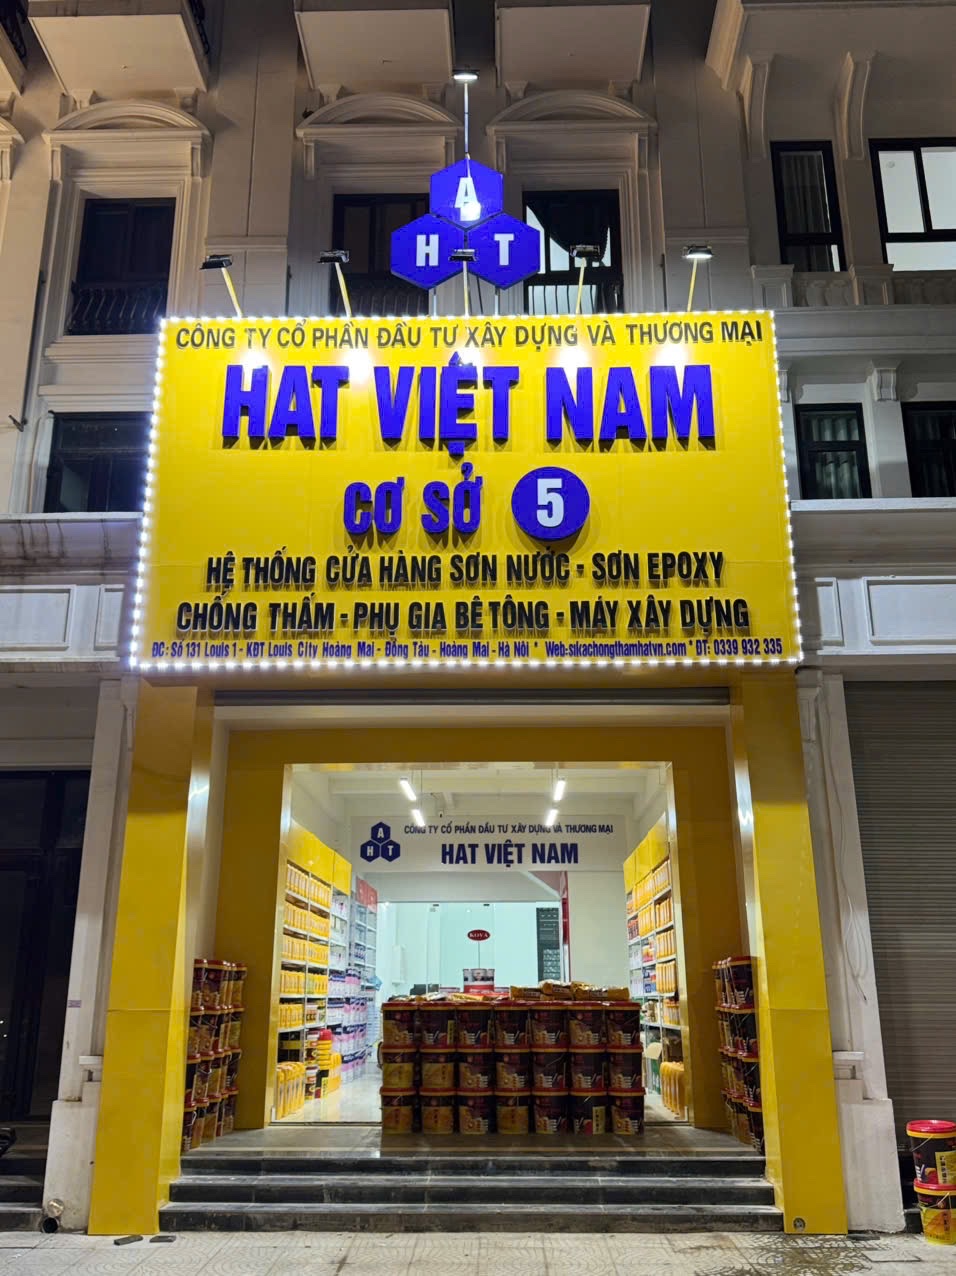 A
H T
CÔNG TY CỔ PHẦN ĐẦU TƯ XÂY DỰNG VÀ THƯƠNG MẠI
HAT VIỆT NAM
CƠ SỞ 5
HỆ THỐNG CỬA HÀNG SƠN NƯỚC - SƠN EPOXY
CHỐNG THẤM - PHỤ GIA BÊ TÔNG - MÁY XÂY DỰNG
ĐC: Số 131 Louis 1 - KĐT Louis City Hoàng Mai - Đồng Tàu - Hoàng Mai - Hà Nội * Web:sikachongthamhatvn.com * ĐT: 0339 932 335
A
H T
CÔNG TY CỔ PHẦN ĐẦU TƯ XÂY DỰNG VÀ THƯƠNG MẠI
HAT VIỆT NAM
KOVA